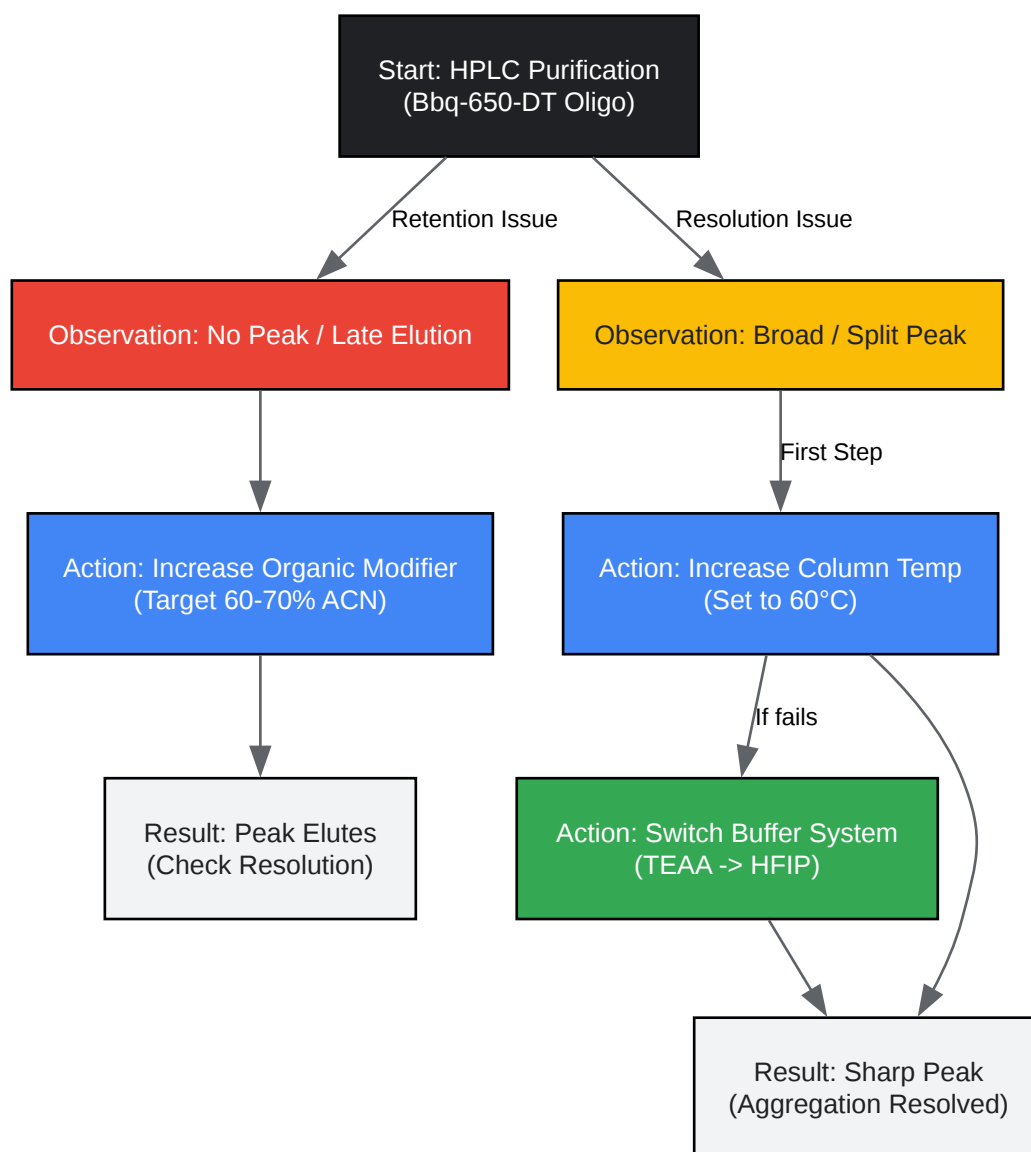 Start: HPLC Purification
(Bbq-650-DT Oligo)
Retention Issue
Resolution Issue
Observation: No Peak / Late Elution
Observation: Broad / Split Peak
First Step
Action: Increase Organic Modifier
(Target 60-70% ACN)
Action: Increase Column Temp
(Set to 60°C)
If fails
Result: Peak Elutes
(Check Resolution)
Action: Switch Buffer System
(TEAA -> HFIP)
Result: Sharp Peak
(Aggregation Resolved)